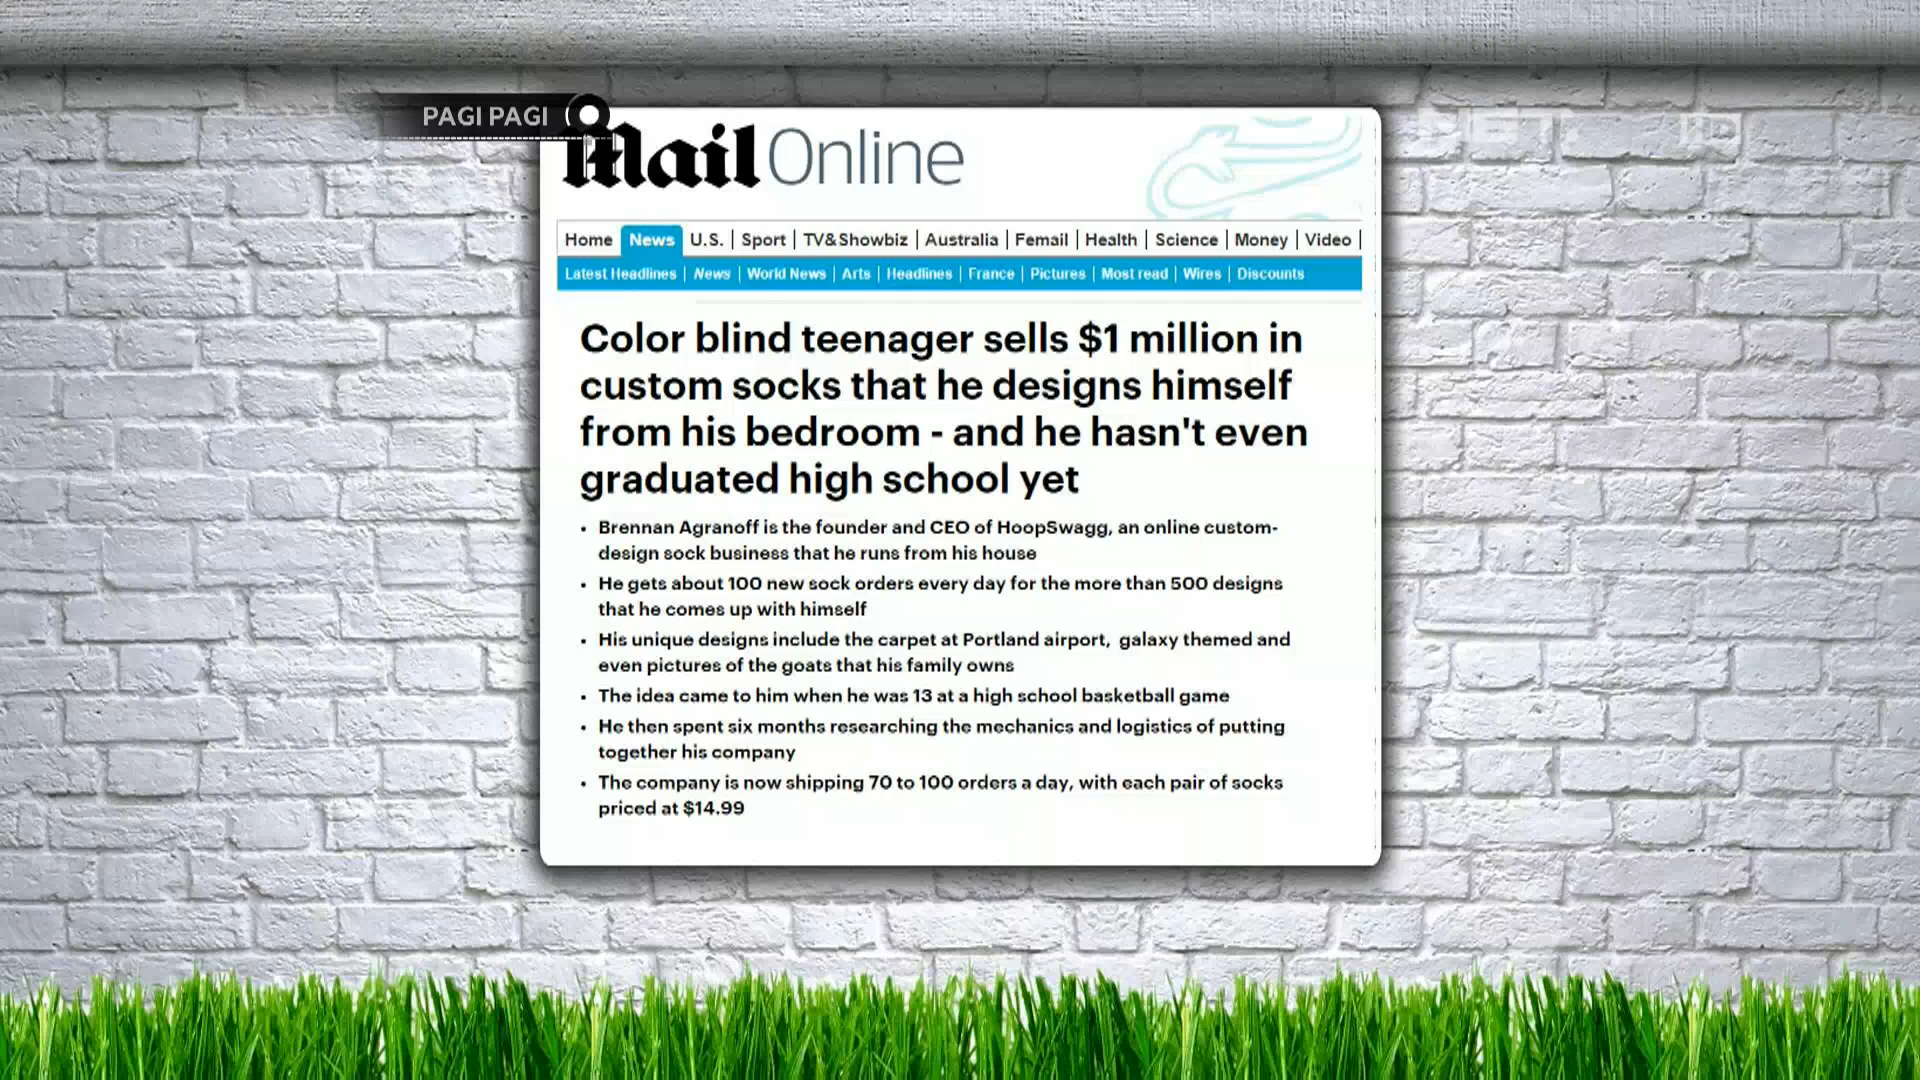 PAGI PAGI
NET.
Mail Online
Home News U.S. | Sport | TV&Showbiz | Australia | Femail | Health | Science | Money | Video |
Latest Headlines | News | World News | Arts | Headlines | France | Pictures | Most read | Wires | Discounts
Color blind teenager sells $1 million in
custom socks that he designs himself
from his bedroom - and he hasn't even
graduated high school yet
• Brennan Agranoff is the founder and CEO of HoopSwagg, an online custom-
design sock business that he runs from his house
• He gets about 100 new sock orders every day for the more than 500 designs
that he comes up with himself
• His unique designs include the carpet at Portland airport, galaxy themed and
even pictures of the goats that his family owns
• The idea came to him when he was 13 at a high school basketball game
• He then spent six months researching the mechanics and logistics of putting
together his company
• The company is now shipping 70 to 100 orders a day, with each pair of socks
priced at $14.99